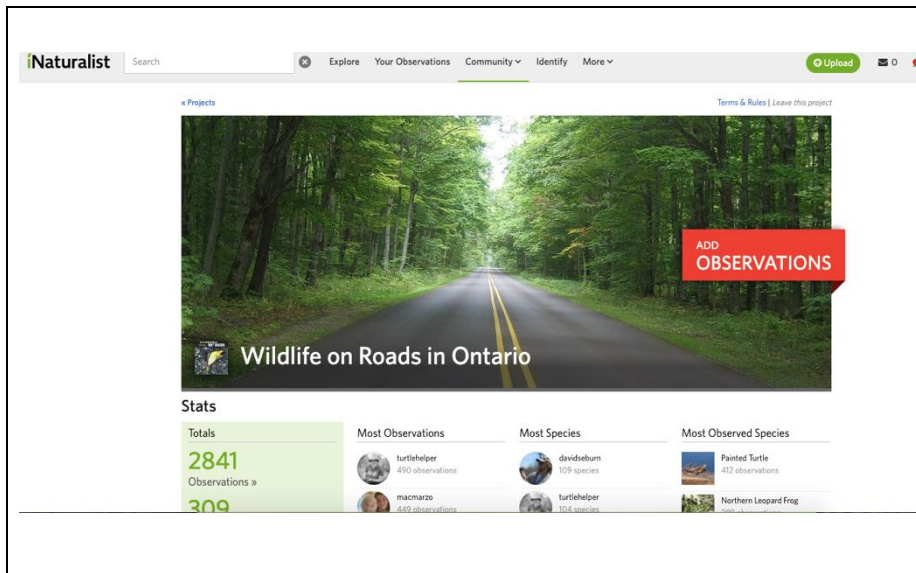 iNaturalist
Search
Explore Your Observations Community Identify More
Upload
0
« Projects
Terms & Rules | Leave this project
ADD
OBSERVATIONS
Wildlife on Roads in Ontario
Stats
Totals
2841
Observations »
309
Most Observations
turtlehelper
490 observations
macmarzo
449 observations
Most Species
davidseburn
109 species
turtlehelper
104 species
Most Observed Species
Painted Turtle
412 observations
Northern Leopard Frog
observations